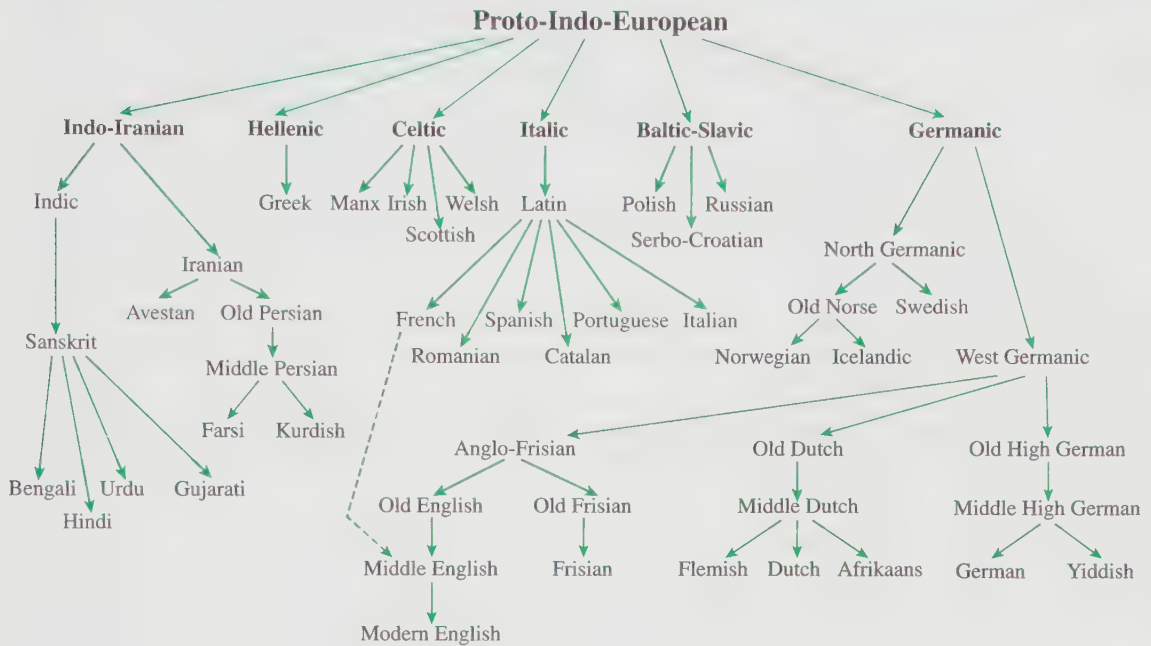 Proto-Indo-European
Indo-Iranian Hellenic Celtic Italic Baltic-Slavic Germanic
Indic Greek Manx Irish Welsh Latin Polish Russian
Scottish Serbo-Croatian
North Germanic
Iranian
Avestan Old Persian French Spanish Portuguese Italian Old Norse Swedish
Sanskrit Romanian Catalan Norwegian Icelandic West Germanic
Middle Persian
Farsi Kurdish
Anglo-Frisian Old Dutch Old High German
Bengali Urdu Gujarati
Hindi
Old English Old Frisian Middle Dutch Middle High German
Middle English Frisian Flemish Dutch Afrikaans German Yiddish
Modern English